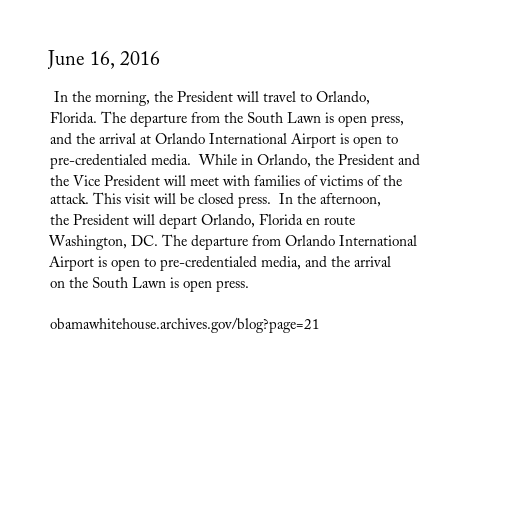 June 16, 2016
In the morning, the President will travel to Orlando,
Florida. The departure from the South Lawn is open press,
and the arrival at Orlando International Airport is open to
pre-credentialed media.  While in Orlando, the President and
the Vice President will meet with families of victims of the
attack. This visit will be closed press.  In the afternoon,
the President will depart Orlando, Florida en route
Washington, DC. The departure from Orlando International
Airport is open to pre-credentialed media, and the arrival
on the South Lawn is open press.
obamawhitehouse.archives.gov/blog?page=21